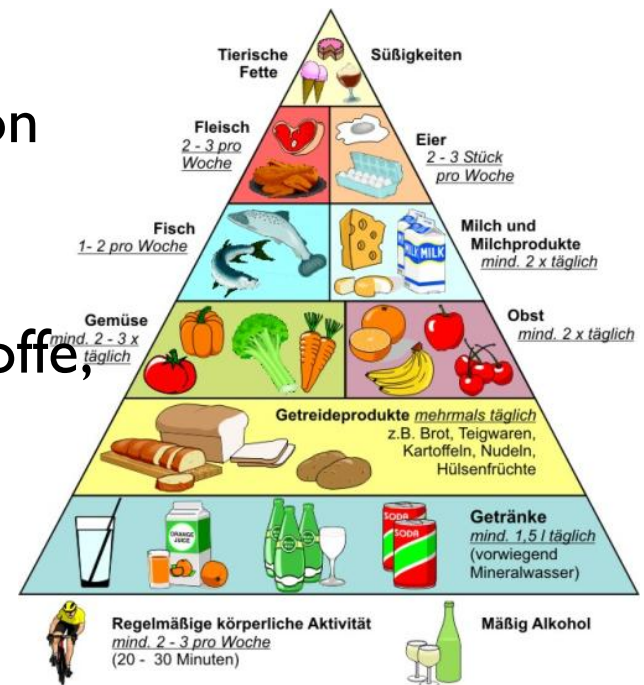 Tierische
Fette
Süßigkeiten
on
Fleisch
2 - 3 pro
Woche
Eier
2 - 3 Stück
pro Woche
Fisch
1- 2 pro Woche
Milch und
Milchprodukte
mind. 2 x täglich
MILK MILK
Gemüse
mind. 2 - 3 x
täglich
offe,
Obst
mind. 2 x täglich
Getreideprodukte mehrmals täglich
z.B. Brot, Teigwaren,
Kartoffeln, Nudeln,
Hülsenfrüchte
ORANGE
JUICE
SODA
SODA
Getränke
mind. 1,5 l täglich
(vorwiegend
Mineralwasser)
Regelmäßige körperliche Aktivität
mind. 2 - 3 pro Woche
(20 - 30 Minuten)
Mäßig Alkohol